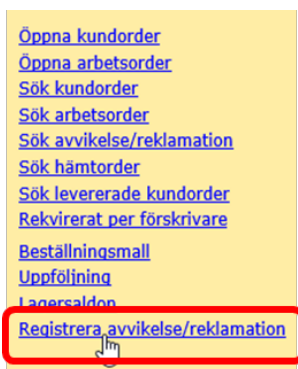 Öppna kundorder
Öppna arbetsorder
Sök kundorder
Sök arbetsorder
Sök avvikelse/reklamation
Sök hämtorder
Sök levererade kundorder
Rekvirerat per förskrivare
Beställningsmall
Uppföljning
Lagersaldon
Registrera avvikelse/reklamation